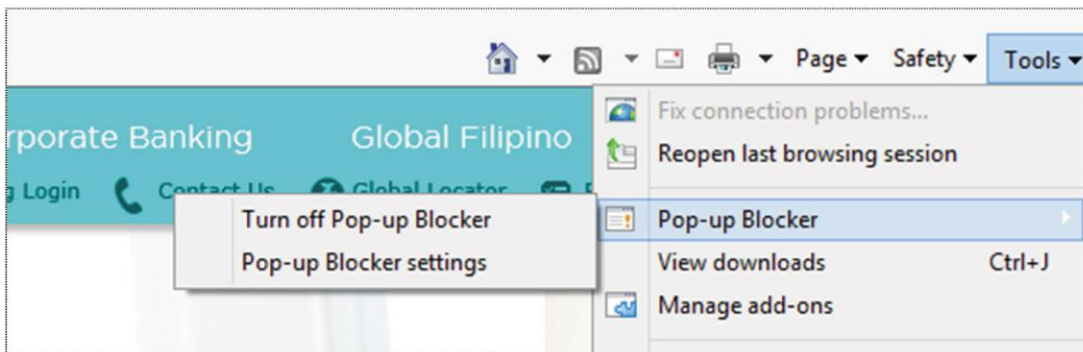 Page Safety Tools
Fix connection problems...
Reopen last browsing session
Pop-up Blocker
View downloads Ctrl+J
Manage add-ons
Turn off Pop-up Blocker
Pop-up Blocker settings
rporate Banking Global Filipino
g Login Contact Us Global Locator